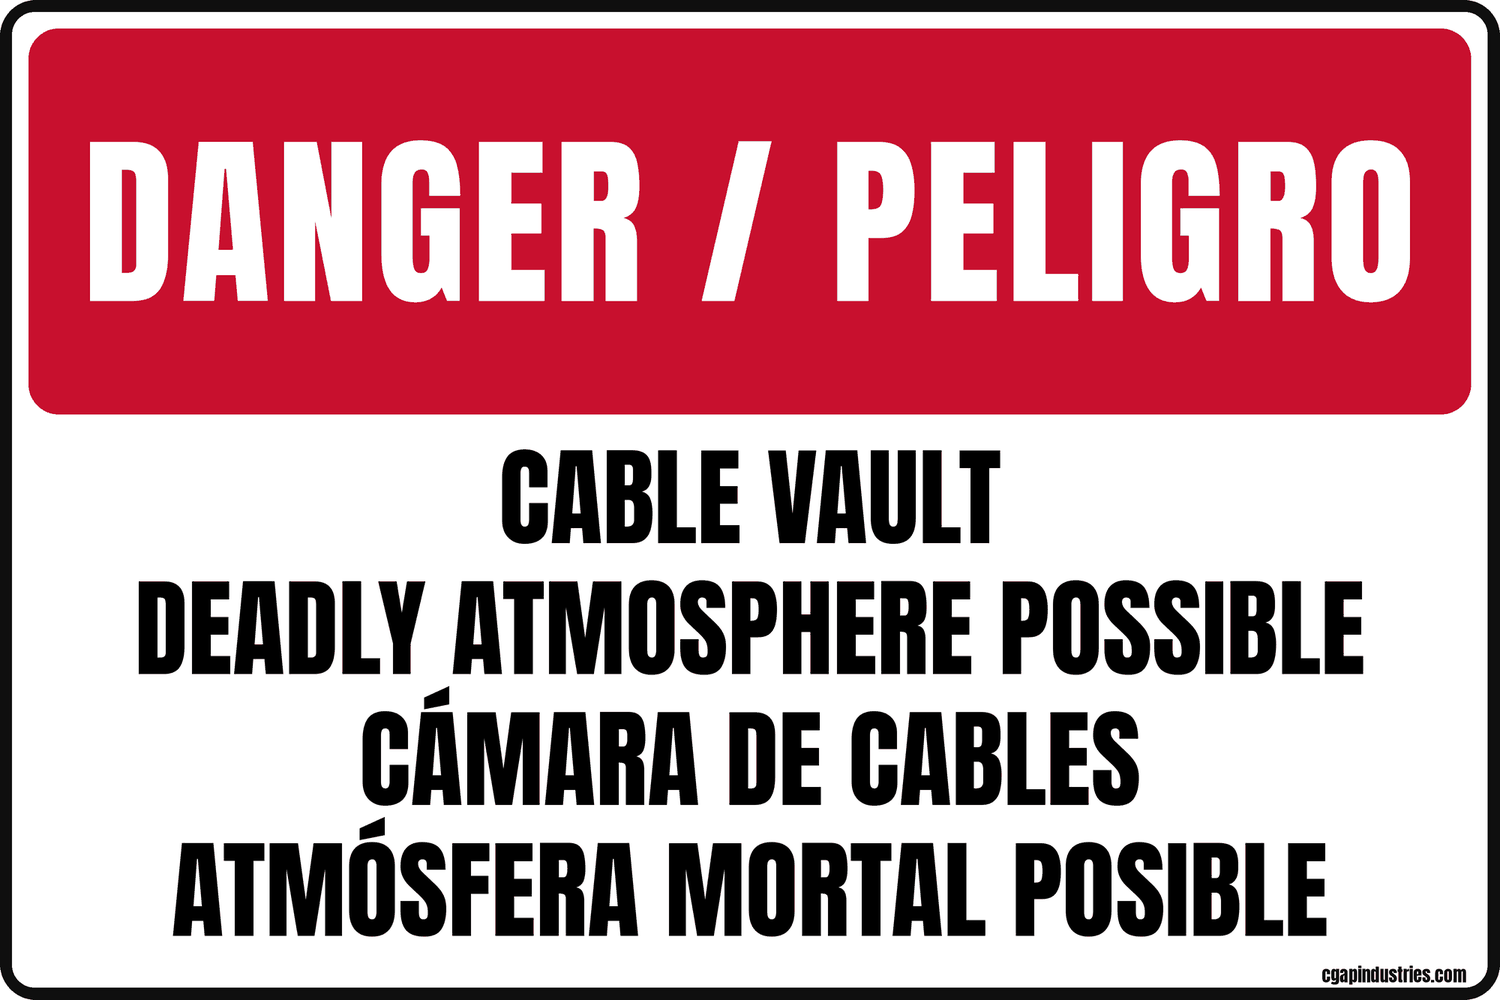 DANGER / PELIGRO
CABLE VAULT
DEADLY ATMOSPHERE POSSIBLE
CÁMARA DE CABLES
ATMÓSFERA MORTAL POSIBLE
cgapindustries.com